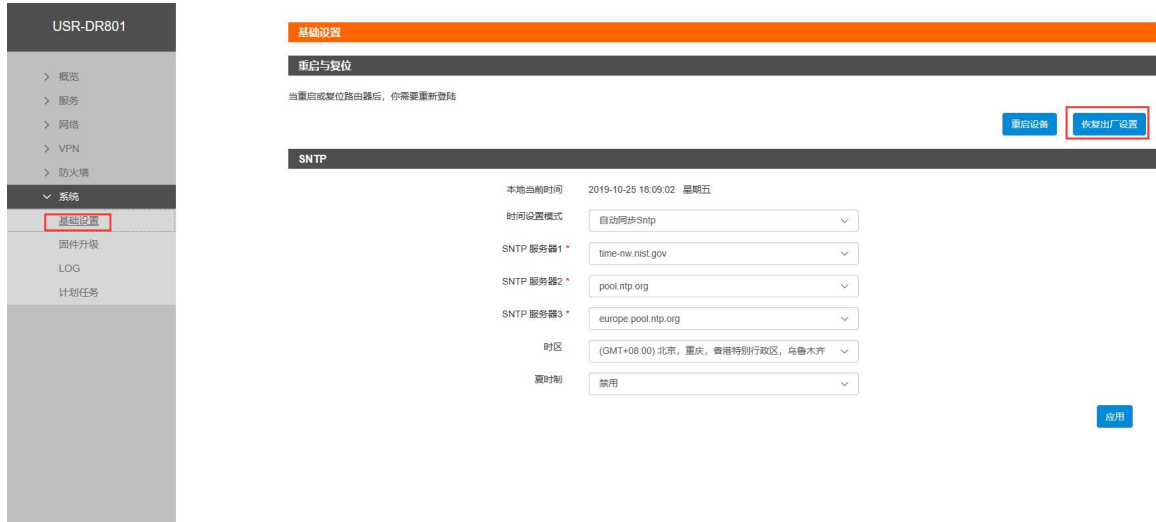 USR-DR801
概览
服务
网络
VPN
防火墙
系统
基础设置
固件升级
LOG
计划任务
基础设置
重启与复位
当重启或复位路由器后，你需要重新登陆
重启设备 恢复出厂设置
SNTP
本地当前时间 2019-10-25 18:09:02 星期五
时间设置模式 自动同步Sntp
SNTP 服务器1 * time-nw.nist.gov
SNTP 服务器2 * pool.ntp.org
SNTP 服务器3 * europe.pool.ntp.org
时区 (GMT+08:00) 北京，重庆，香港特别行政区，乌鲁木齐
夏时制 禁用
应用